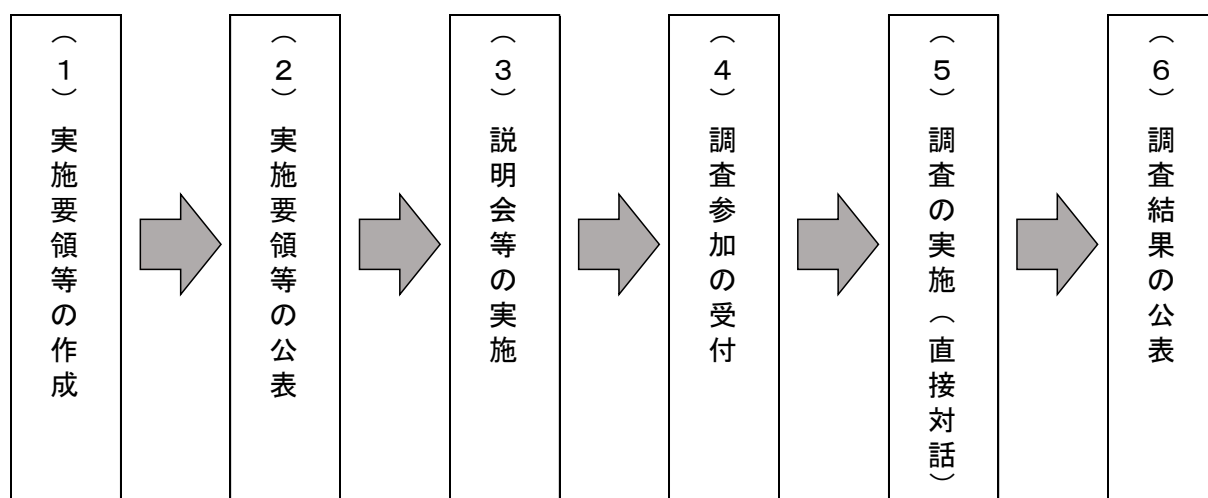 （１）実施要領等の作成
（２）実施要領等の公表
（３）説明会等の実施
（４）調査参加の受付
（５）調査の実施（直接対話）
（６）調査結果の公表